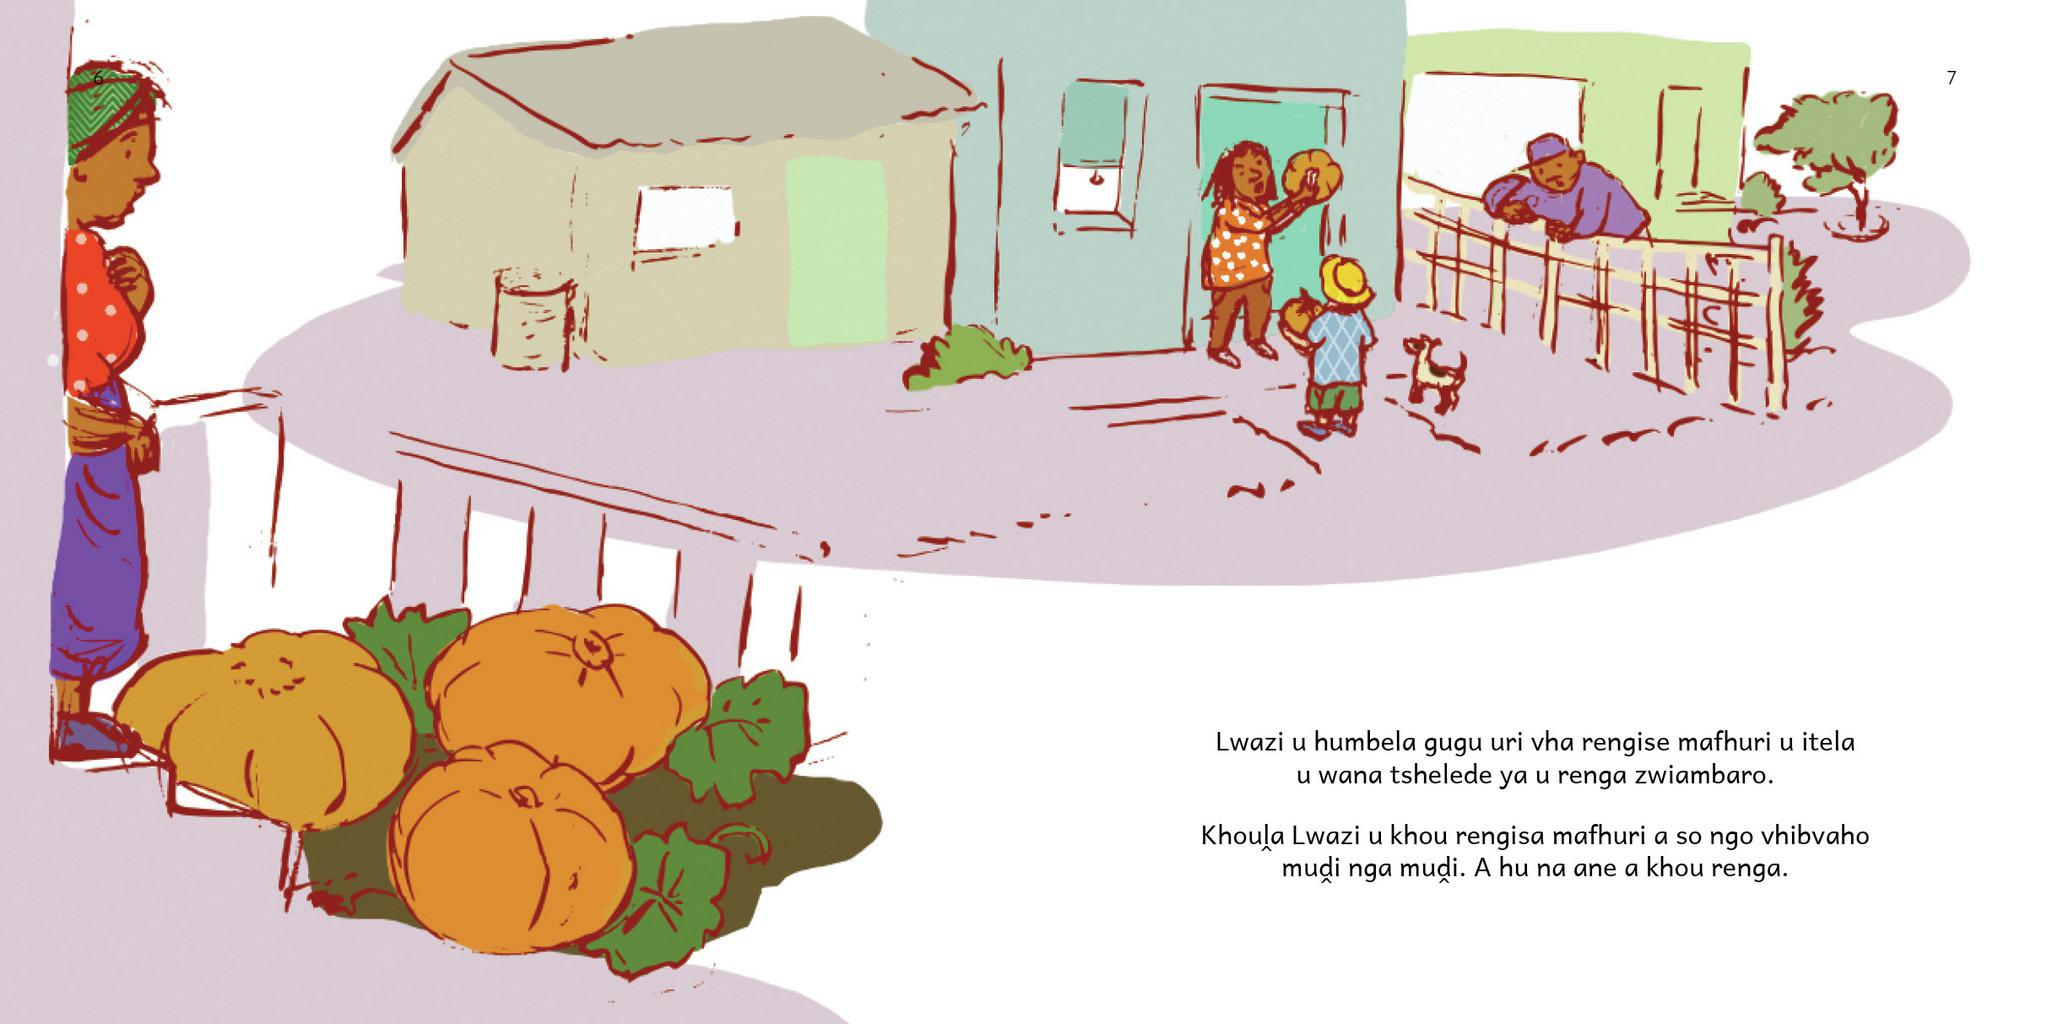 6
7
Lwazi u humbela gugu uri vha rengise mafhuri u itela
u wana tshelede ya u renga zwiambaro.
Khouḽa Lwazi u khou rengisa mafhuri a so ngo vhibvaho
muḓi nga muḓi. A hu na ane a khou renga.